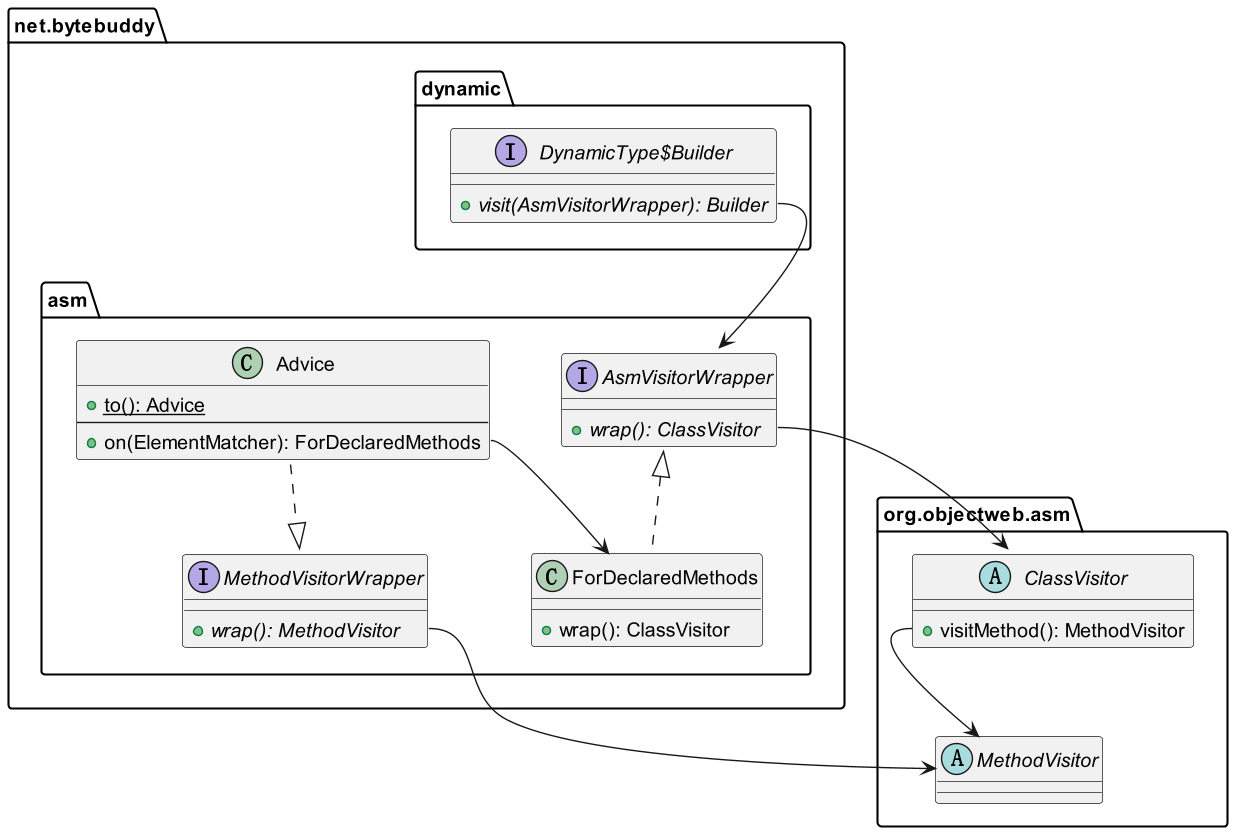 net.bytebuddy
dynamic
I DynamicType$Builder
visit(AsmVisitorWrapper): Builder
asm
C Advice
to(): Advice
on(ElementMatcher): ForDeclaredMethods
I AsmVisitorWrapper
wrap(): ClassVisitor
I MethodVisitorWrapper
wrap(): MethodVisitor
C ForDeclaredMethods
wrap(): ClassVisitor
org.objectweb.asm
A ClassVisitor
visitMethod(): MethodVisitor
A MethodVisitor